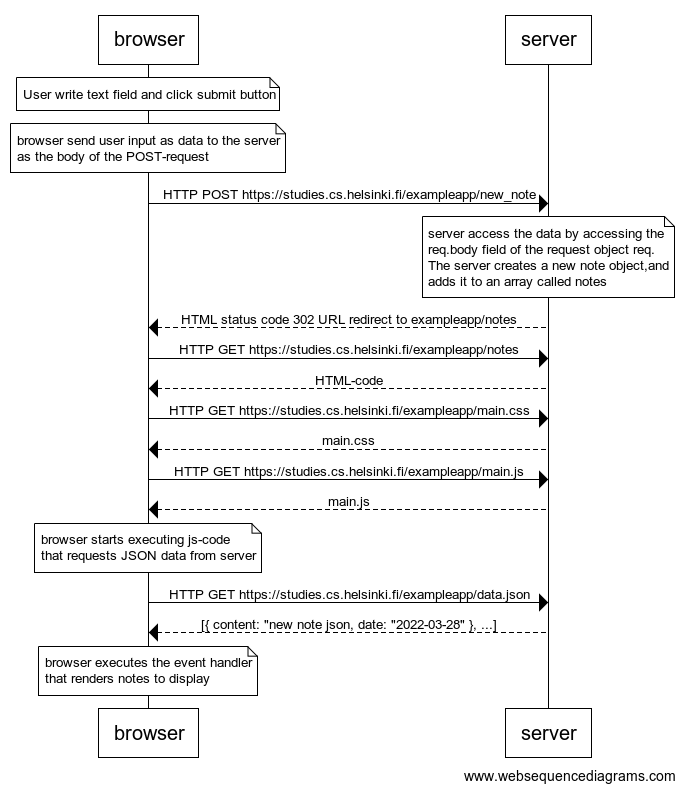 browser
server
User write text field and click submit button
browser send user input as data to the server
as the body of the POST-request
HTTP POST https://studies.cs.helsinki.fi/exampleapp/new_note
server access the data by accessing the
req.body field of the request object req.
The server creates a new note object,and
adds it to an array called notes
HTML status code 302 URL redirect to exampleapp/notes
HTTP GET https://studies.cs.helsinki.fi/exampleapp/notes
HTML-code
HTTP GET https://studies.cs.helsinki.fi/exampleapp/main.css
main.css
HTTP GET https://studies.cs.helsinki.fi/exampleapp/main.js
main.js
browser starts executing js-code
that requests JSON data from server
HTTP GET https://studies.cs.helsinki.fi/exampleapp/data.json
[{ content: "new note json, date: "2022-03-28" }, ...]
browser executes the event handler
that renders notes to display
browser
server
www.websequencediagrams.com